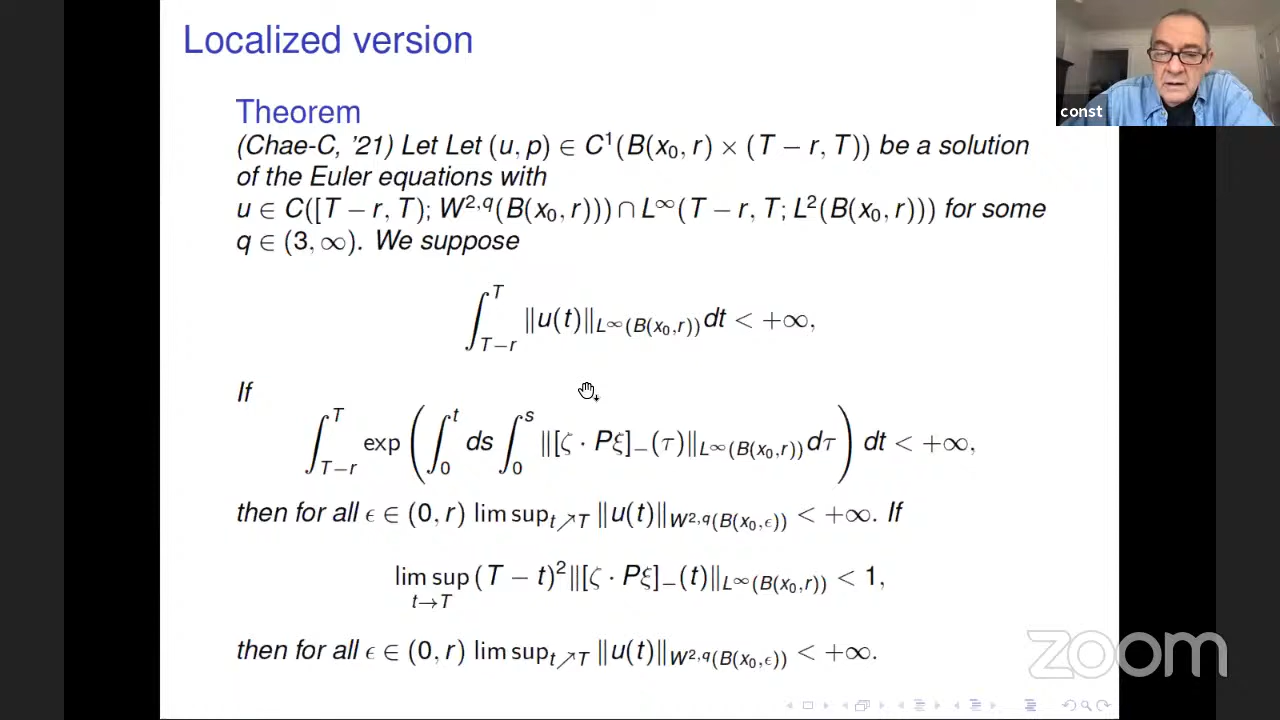 Localized version
const
Theorem
(Chae-C, '21) Let Let (u, p) ∈ C¹(B(x₀, r) × (T − r, T)) be a solution
of the Euler equations with
u ∈ C([T − r, T); W^{2,q}(B(x₀, r))) ∩ L^∞(T − r, T; L²(B(x₀, r))) for some
q ∈ (3, ∞). We suppose
∫_{T−r}^{T} ‖u(t)‖_{L^∞(B(x₀,r))} dt < +∞,
If
∫_{T−r}^{T} exp ( ∫_0^t ds ∫_0^s ‖[ζ · Pξ]_−(τ)‖_{L^∞(B(x₀,r))} dτ ) dt < +∞,
then for all ϵ ∈ (0, r) lim sup_{t↗T} ‖u(t)‖_{W^{2,q}(B(x₀,ϵ))} < +∞. If
lim sup_{t→T} (T − t)² ‖[ζ · Pξ]_−(t)‖_{L^∞(B(x₀,r))} < 1,
then for all ϵ ∈ (0, r) lim sup_{t↗T} ‖u(t)‖_{W^{2,q}(B(x₀,ϵ))} < +∞.
zoom